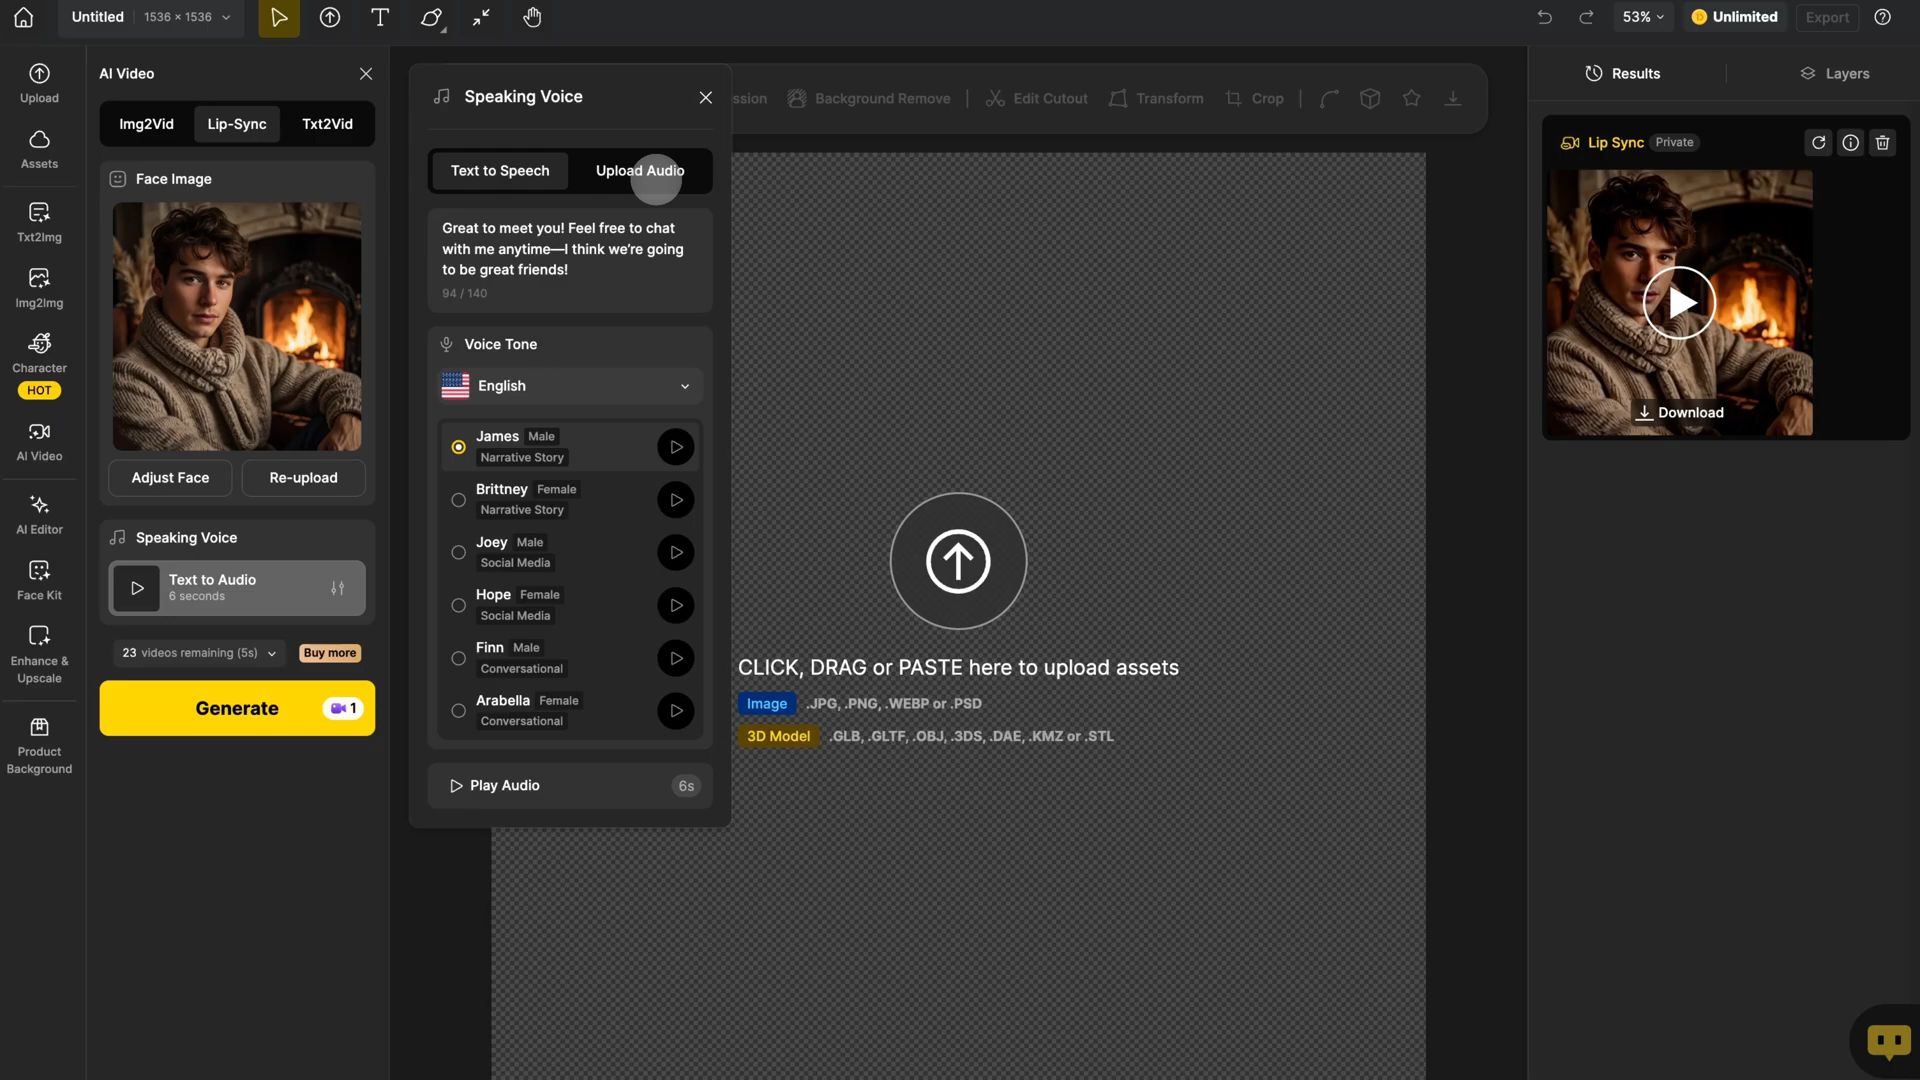 Untitled
1536 × 1536
53%
Unlimited
Export
Upload
Assets
Txt2Img
Img2Img
Character
HOT
AI Video
AI Editor
Face Kit
Enhance &
Upscale
Product
Background
AI Video
Img2Vid
Lip-Sync
Txt2Vid
Face Image
Adjust Face
Re-upload
Speaking Voice
Text to Audio
6 seconds
23 videos remaining (5s)
Buy more
Generate
1
Speaking Voice
Text to Speech
Upload Audio
Great to meet you! Feel free to chat
with me anytime—I think we're going
to be great friends!
94 / 140
Voice Tone
English
James Male
Narrative Story
Brittney Female
Narrative Story
Joey Male
Social Media
Hope Female
Social Media
Finn Male
Conversational
Arabella Female
Conversational
Play Audio
6s
ssion
Background Remove
Edit Cutout
Transform
Crop
CLICK, DRAG or PASTE here to upload assets
Image .JPG, .PNG, .WEBP or .PSD
3D Model .GLB, .GLTF, .OBJ, .3DS, .DAE, .KMZ or .STL
Results
Layers
Lip Sync
Private
Download